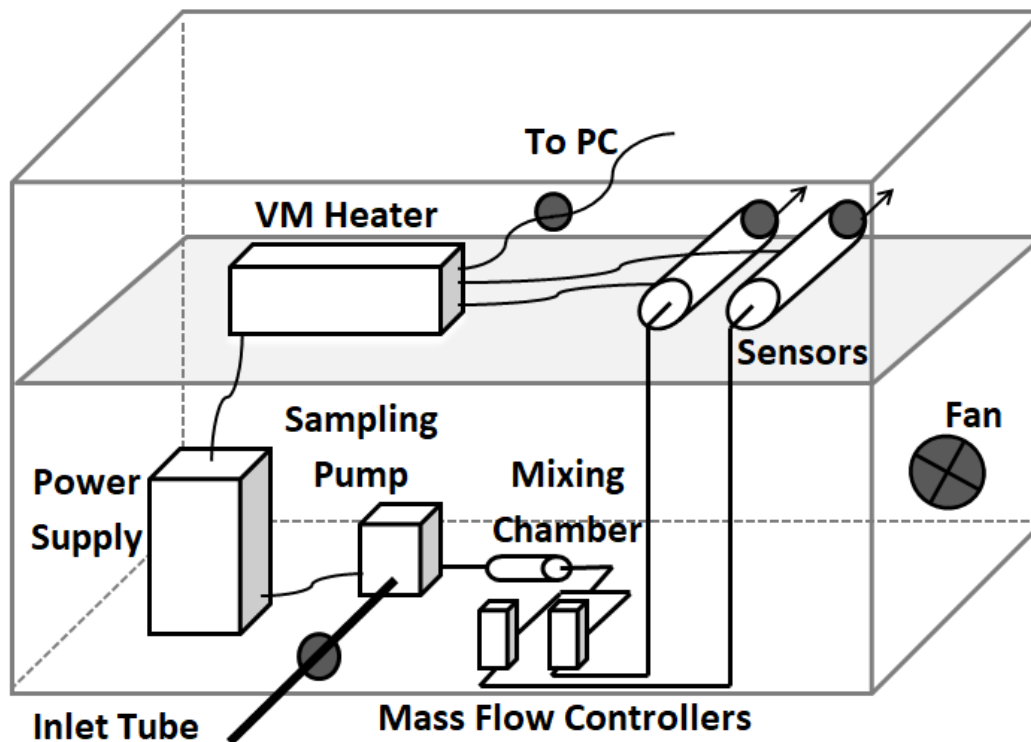 To PC
VM Heater
Sensors
Fan
Sampling
Pump
Power
Supply
Mixing
Chamber
Inlet Tube
Mass Flow Controllers